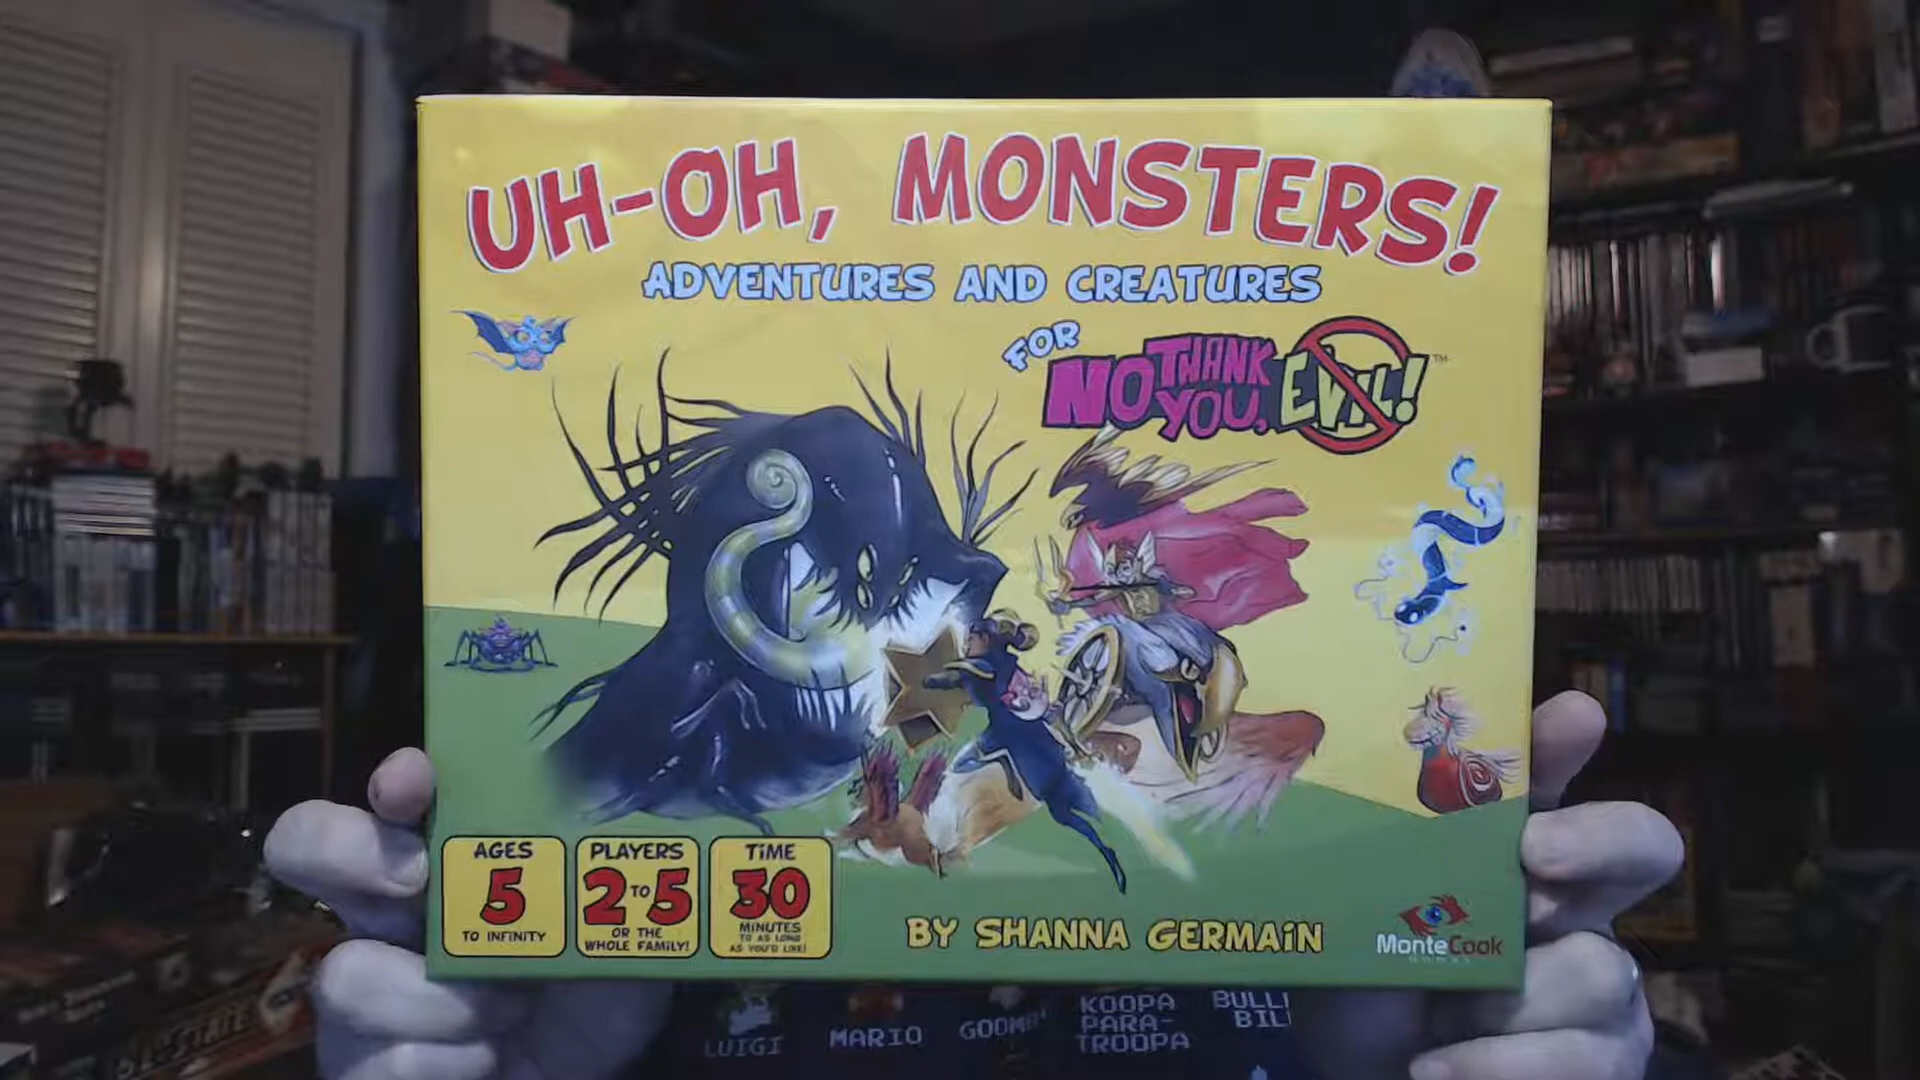 UH-OH, MONSTERS!
ADVENTURES AND CREATURES
FOR
NO THANK YOU, EVIL!™
AGES
5
TO INFINITY
PLAYERS
2 TO 5
OR THE
WHOLE FAMILY!
TIME
30
MINUTES
TO AS LONG
AS YOU'D LIKE!
BY SHANNA GERMAIN
MonteCook
GAMES
LUIGI
MARIO
KOOPA
PARA-
TROOPA